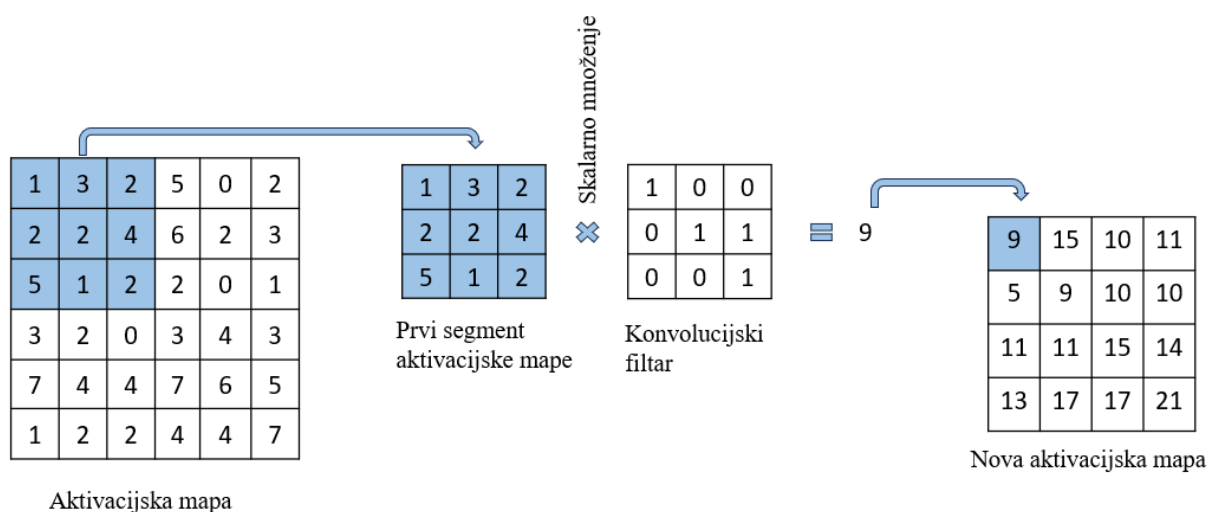 Skalarno množenje
1 3 2 5 0 2
2 2 4 6 2 3
5 1 2 2 0 1
3 2 0 3 4 3
7 4 4 7 6 5
1 2 2 4 4 7
Aktivacijska mapa
1 3 2
2 2 4
5 1 2
Prvi segment
aktivacijske mape
1 0 0
0 1 1
0 0 1
Konvolucijski
filtar
= 9
9 15 10 11
5 9 10 10
11 11 15 14
13 17 17 21
Nova aktivacijska mapa